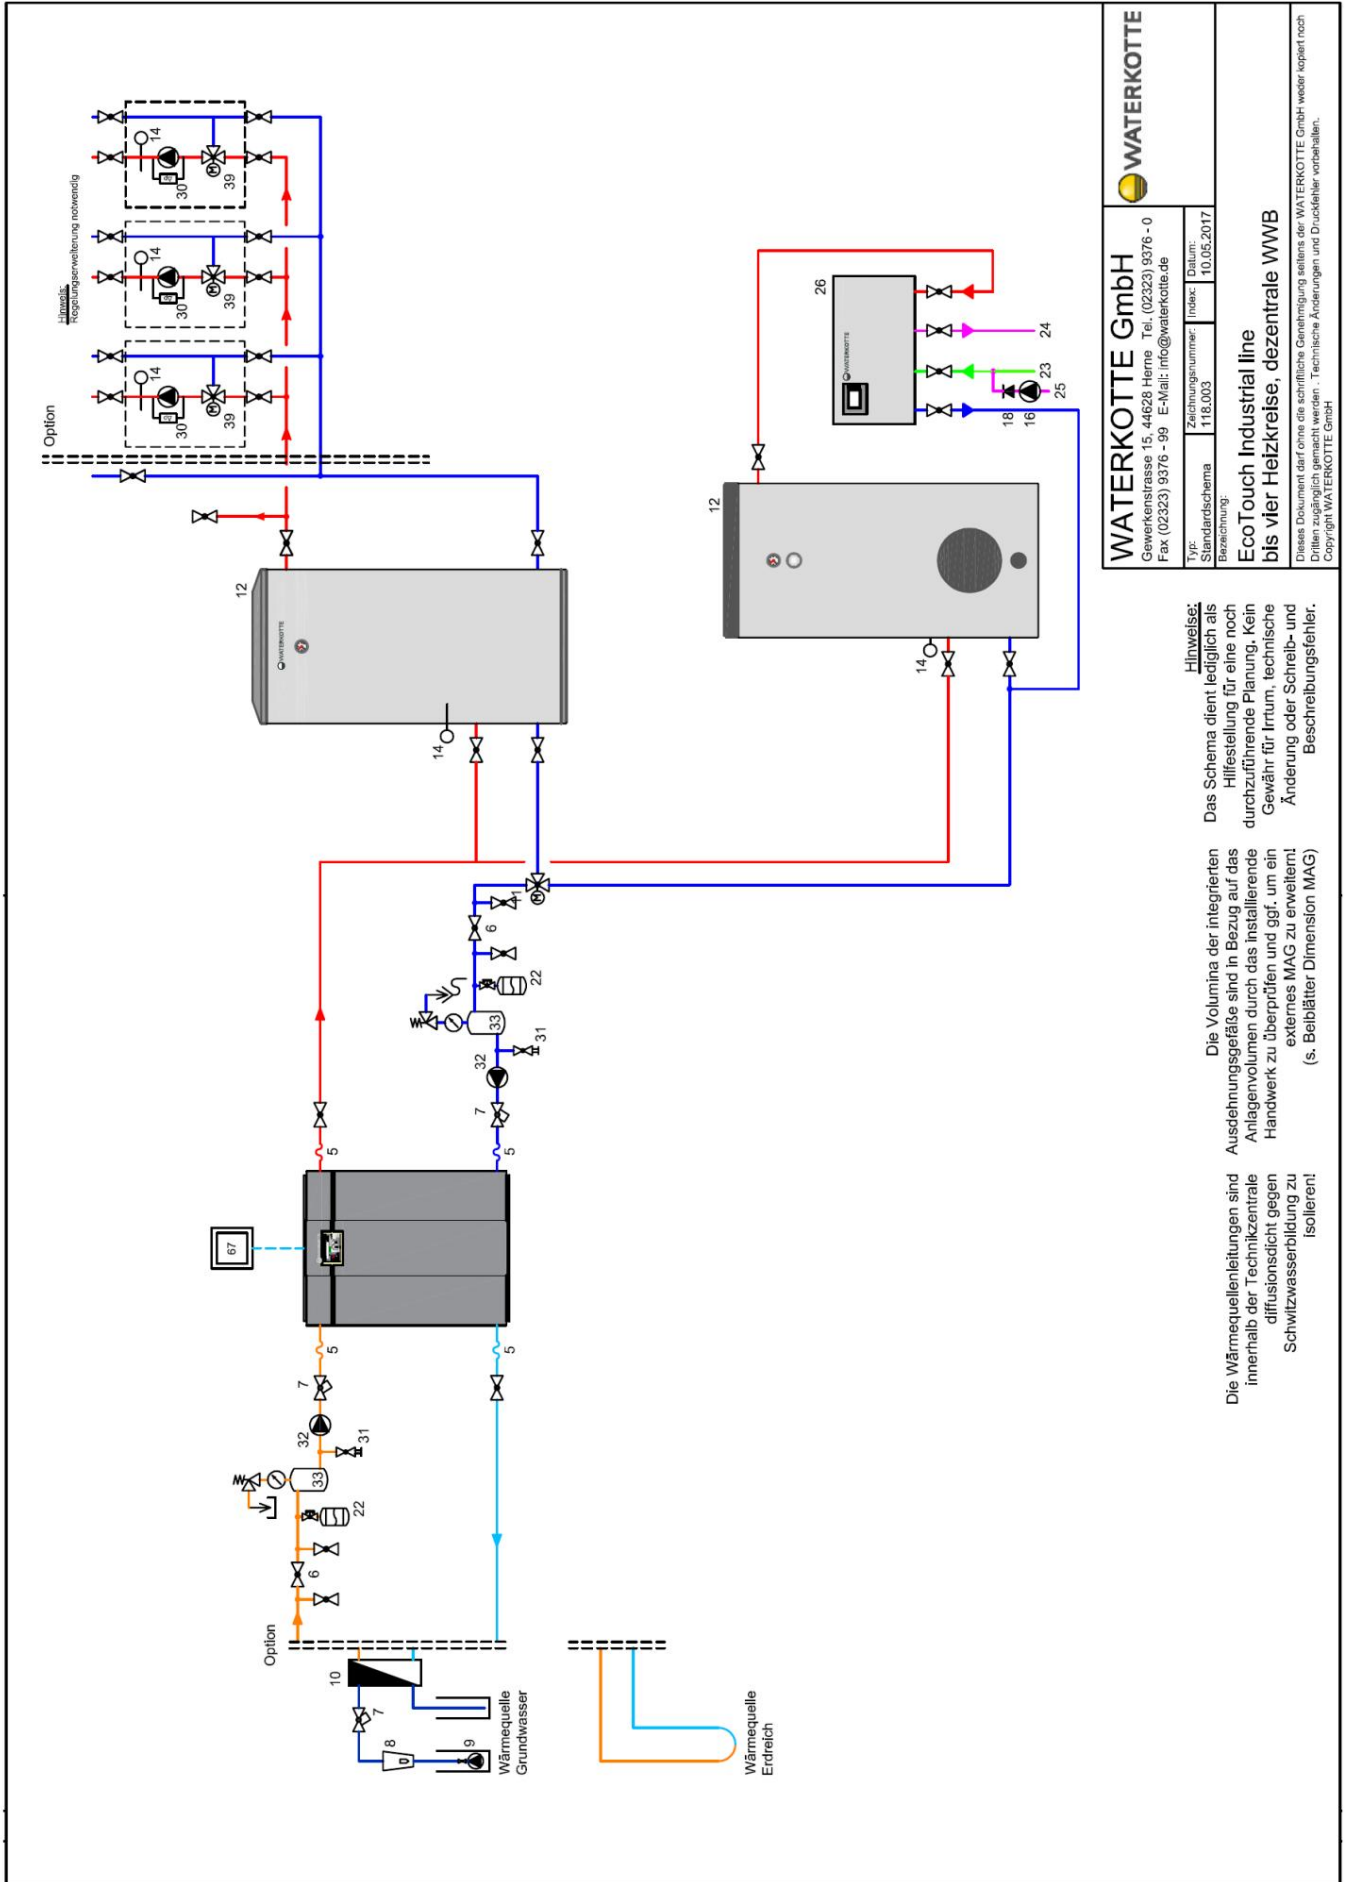 Option
Wärmequelle
Grundwasser
Wärmequelle
Erdreich
10
7
8
9
6
22
33
31
32
7
5
5
67
5
5
7
32
31
33
22
6
11
M
14
12
WATERKOTTE
Option
Hinweis:
Regelungserweiterung notwendig
14
30
39
M
14
30
39
M
14
30
39
M
14
12
26
WATERKOTTE
18
16
25
23
24
Die Wärmequellenleitungen sind
innerhalb der Technikzentrale
diffusionsdicht gegen
Schwitzwasserbildung zu
isolieren!
Die Volumina der integrierten
Ausdehnungsgefäße sind in Bezug auf das
Anlagenvolumen durch das installierende
Handwerk zu überprüfen und ggf. um ein
externes MAG zu erweitern!
(s. Beiblätter Dimension MAG)
Hinweise:
Das Schema dient lediglich als
Hilfestellung für eine noch
durchzuführende Planung. Kein
Gewähr für Irrtum, technische
Änderung oder Schreib- und
Beschreibungsfehler.
WATERKOTTE GmbH
Gewerkenstrasse 15, 44628 Herne Tel. (02323) 9376 - 0
Fax (02323) 9376 - 99 E-Mail: info@waterkotte.de
WATERKOTTE
Typ:
Standardschema
Zeichnungsnummer:
118.003
Index:
Datum:
10.05.2017
Bezeichnung:
EcoTouch Industrial line
bis vier Heizkreise, dezentrale WWB
Dieses Dokument darf ohne die schriftliche Genehmigung seitens der WATERKOTTE GmbH weder kopiert noch
Dritten zugänglich gemacht werden . Technische Änderungen und Druckfehler vorbehalten.
Copyright WATERKOTTE GmbH